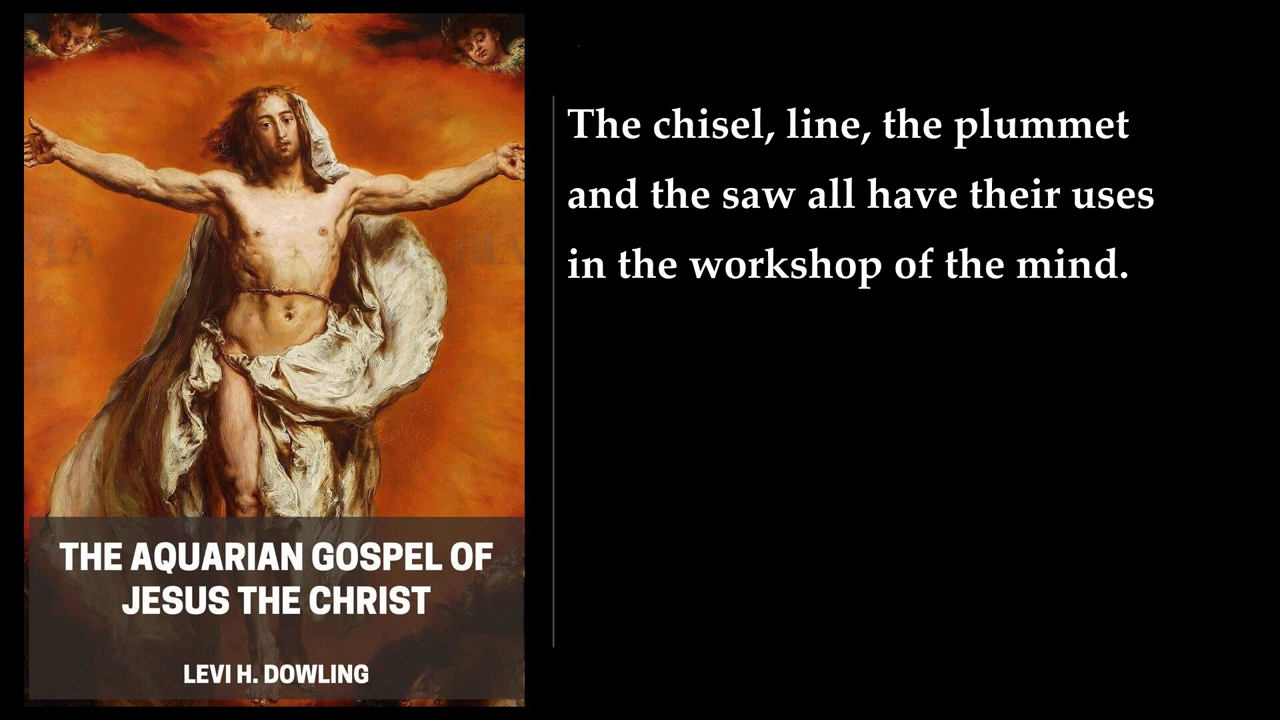 The chisel, line, the plummet
and the saw all have their uses
in the workshop of the mind.
THE AQUARIAN GOSPEL OF
JESUS THE CHRIST
LEVI H. DOWLING